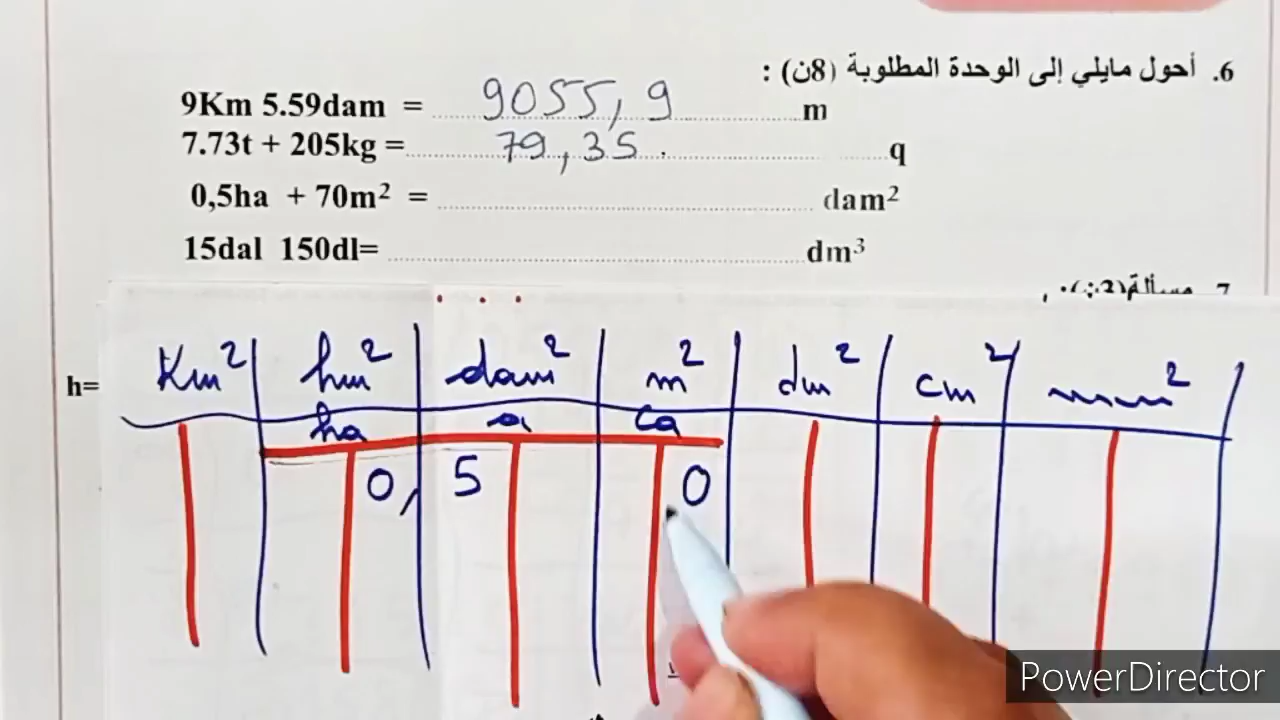 6. أحول مايلي إلى الوحدة المطلوبة (8ن) :
9Km 5.59dam = 9055,9 m
7.73t + 205kg = 79,35 . q
0,5ha + 70m² = dam²
15dal 150dl= dm³
7
h=
Km² hm² dam² m² dm² cm² mm²
ha a ca
0, 5 0
PowerDirector